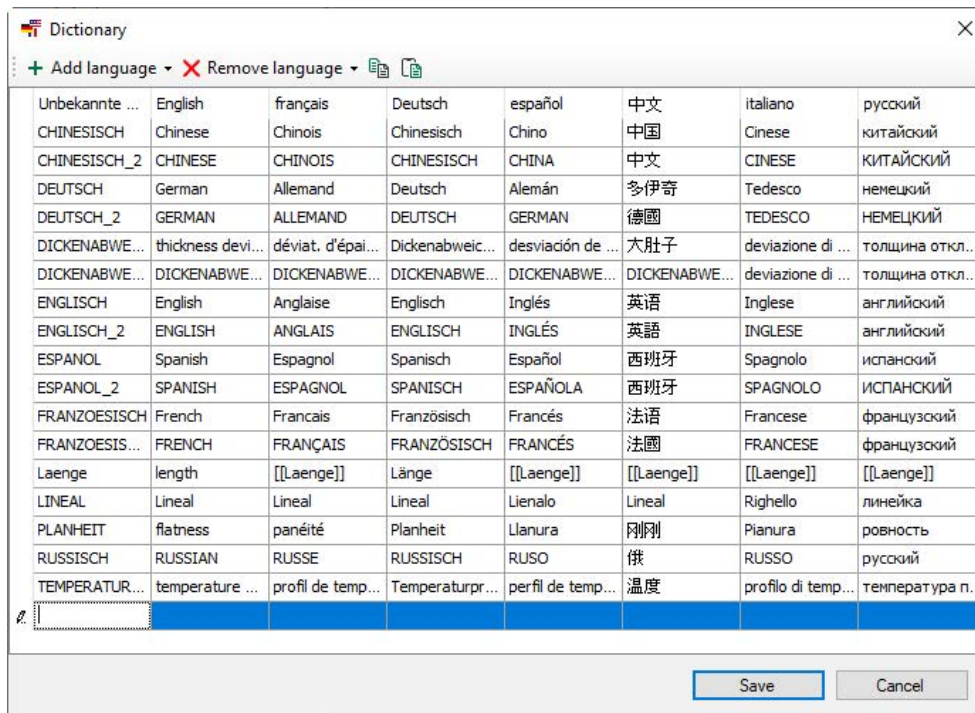 Dictionary
Add language Remove language
Unbekannte ... English français Deutsch español 中文 italiano русский
CHINESISCH Chinese Chinois Chinesisch Chino 中国 Cinese китайский
CHINESISCH_2 CHINESE CHINOIS CHINESISCH CHINA 中文 CINESE КИТАЙСКИЙ
DEUTSCH German Allemand Deutsch Alemán 多伊奇 Tedesco немецкий
DEUTSCH_2 GERMAN ALLEMAND DEUTSCH GERMAN 德國 TEDESCO НЕМЕЦКИЙ
DICKENABWE... thickness devi... déviat. d'épai... Dickenabweic... desviación de ... 大肚子 deviazione di ... толщина откл...
DICKENABWE... DICKENABWE... DICKENABWE... DICKENABWE... DICKENABWE... DICKENABWE... deviazione di ... толщина откл...
ENGLISCH English Anglaise Englisch Inglés 英语 Inglese английский
ENGLISCH_2 ENGLISH ANGLAIS ENGLISCH INGLÉS 英語 INGLESE английский
ESPANOL Spanish Espagnol Spanisch Español 西班牙 Spagnolo испанский
ESPANOL_2 SPANISH ESPAGNOL SPANISCH ESPAÑOLA 西班牙 SPAGNOLO ИСПАНСКИЙ
FRANZOESISCH French Francais Französisch Francés 法语 Francese французский
FRANZOESIS... FRENCH FRANÇAIS FRANZÖSISCH FRANCÉS 法國 FRANCESE французский
Laenge length [[Laenge]] Länge [[Laenge]] [[Laenge]] [[Laenge]] [[Laenge]]
LINEAL Lineal Lineal Lineal Lienalo Lineal Righello линейка
PLANHEIT flatness panéité Planheit Llanura 刚刚 Pianura ровность
RUSSISCH RUSSIAN RUSSE RUSSISCH RUSO 俄 RUSSO русский
TEMPERATUR... temperature ... profil de temp... Temperaturpr... perfil de temp... 温度 profilo di temp... температура п...
Save Cancel